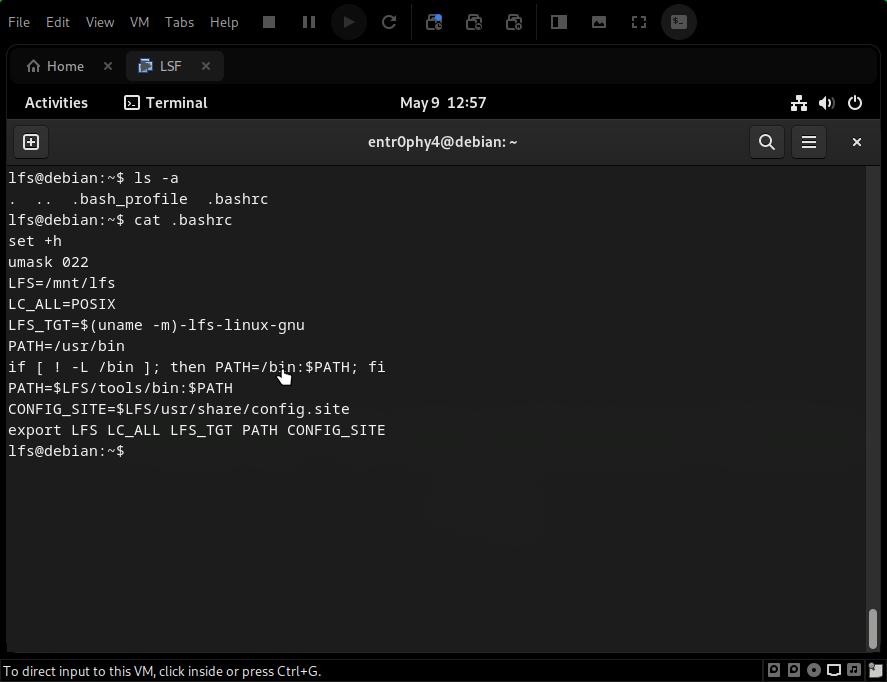 File Edit View VM Tabs Help
Home × LSF ×
Activities Terminal May 9 12:57
entr0phy4@debian: ~
lfs@debian:~$ ls -a
. .. .bash_profile .bashrc
lfs@debian:~$ cat .bashrc
set +h
umask 022
LFS=/mnt/lfs
LC_ALL=POSIX
LFS_TGT=$(uname -m)-lfs-linux-gnu
PATH=/usr/bin
if [ ! -L /bin ]; then PATH=/bin:$PATH; fi
PATH=$LFS/tools/bin:$PATH
CONFIG_SITE=$LFS/usr/share/config.site
export LFS LC_ALL LFS_TGT PATH CONFIG_SITE
lfs@debian:~$
To direct input to this VM, click inside or press Ctrl+G.